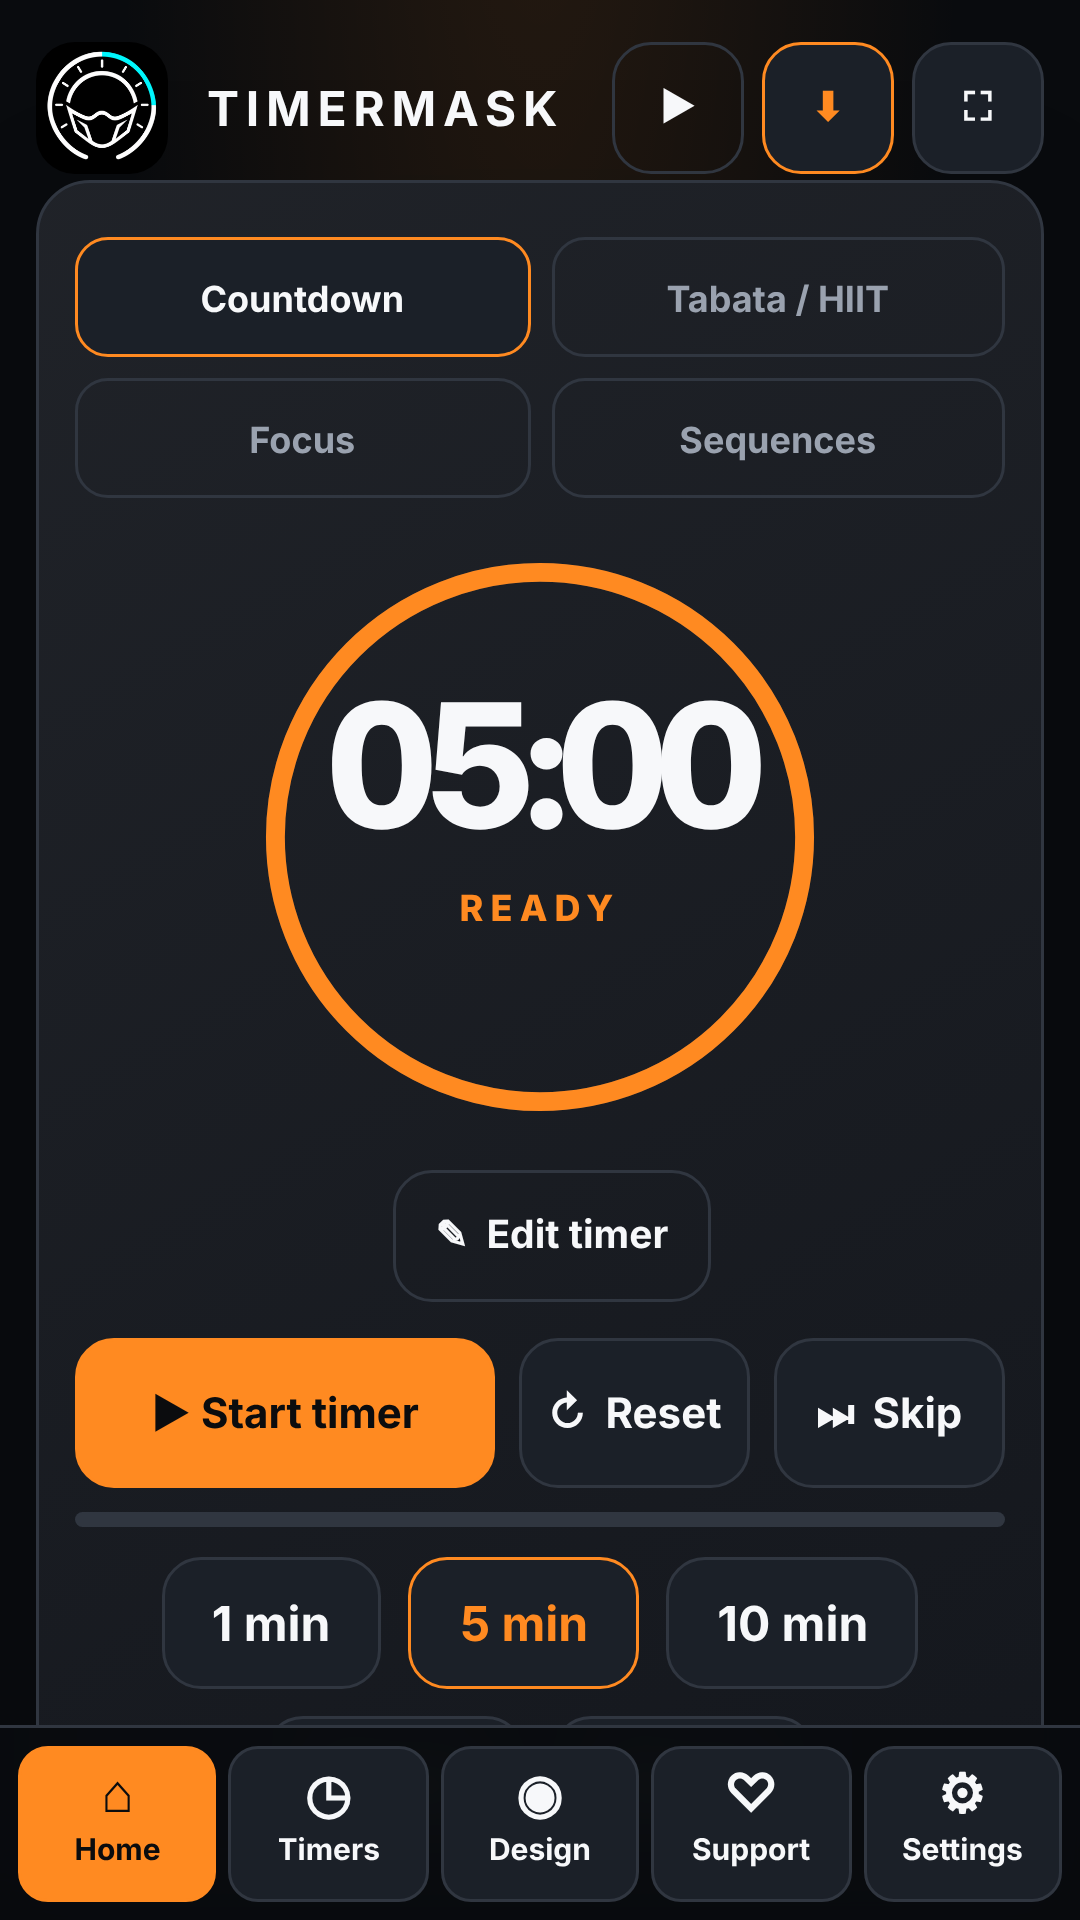 TIMERMASK
Countdown
Tabata / HIIT
Focus
Sequences
05:00
READY
Edit timer
Start timer
Reset
Skip
1 min
5 min
10 min
Home
Timers
Design
Support
Settings